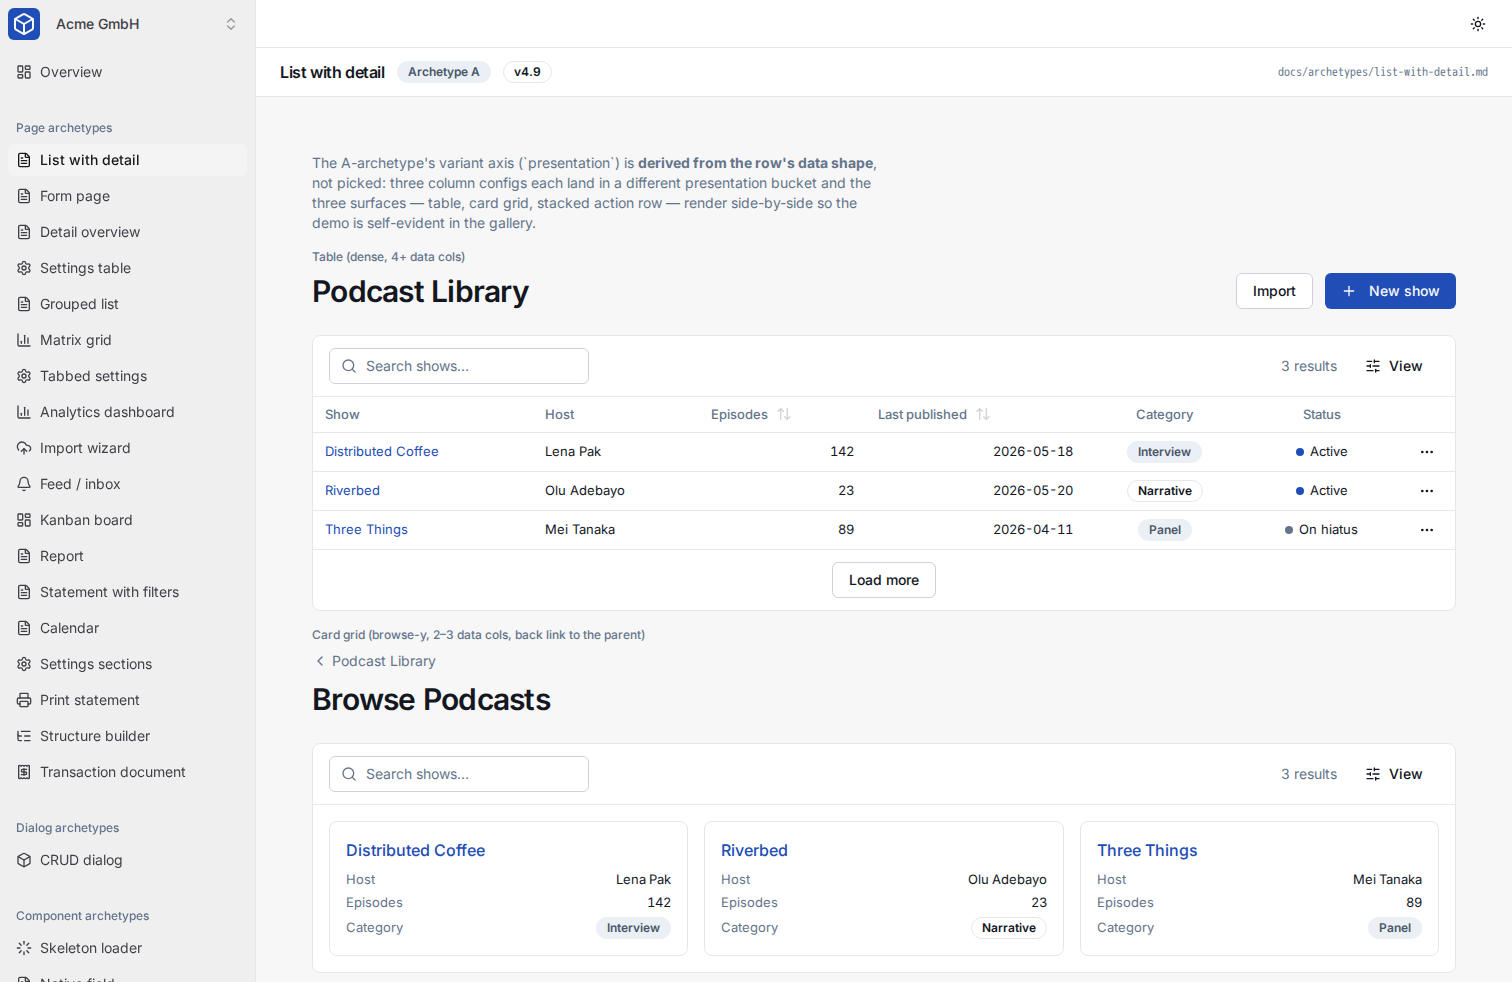 Acme GmbH
Overview
Page archetypes
List with detail
Form page
Detail overview
Settings table
Grouped list
Matrix grid
Tabbed settings
Analytics dashboard
Import wizard
Feed / inbox
Kanban board
Report
Statement with filters
Calendar
Settings sections
Print statement
Structure builder
Transaction document
Dialog archetypes
CRUD dialog
Component archetypes
Skeleton loader
List with detail Archetype A v4.9 docs/archetypes/list-with-detail.md
The A-archetype's variant axis (`presentation`) is derived from the row's data shape,
not picked: three column configs each land in a different presentation bucket and the
three surfaces — table, card grid, stacked action row — render side-by-side so the
demo is self-evident in the gallery.
Table (dense, 4+ data cols)
Podcast Library Import New show
Search shows... 3 results View
Show Host Episodes Last published Category Status
Distributed Coffee Lena Pak 142 2026-05-18 Interview Active
Riverbed Olu Adebayo 23 2026-05-20 Narrative Active
Three Things Mei Tanaka 89 2026-04-11 Panel On hiatus
Load more
Card grid (browse-y, 2–3 data cols, back link to the parent)
Podcast Library
Browse Podcasts
Search shows... 3 results View
Distributed Coffee
Host Lena Pak
Episodes 142
Category Interview
Riverbed
Host Olu Adebayo
Episodes 23
Category Narrative
Three Things
Host Mei Tanaka
Episodes 89
Category Panel